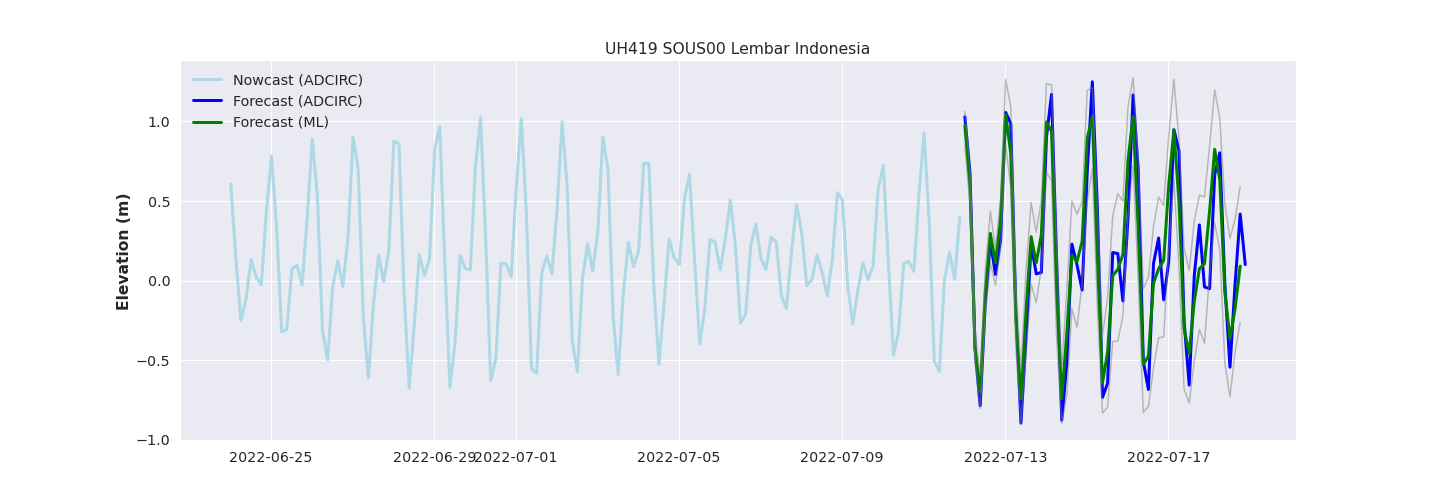 UH419 SOUS00 Lembar Indonesia
Nowcast (ADCIRC)
Forecast (ADCIRC)
Forecast (ML)
Elevation (m)
1.0
0.5
0.0
−0.5
−1.0
2022-06-25 2022-06-29 2022-07-01 2022-07-05 2022-07-09 2022-07-13 2022-07-17